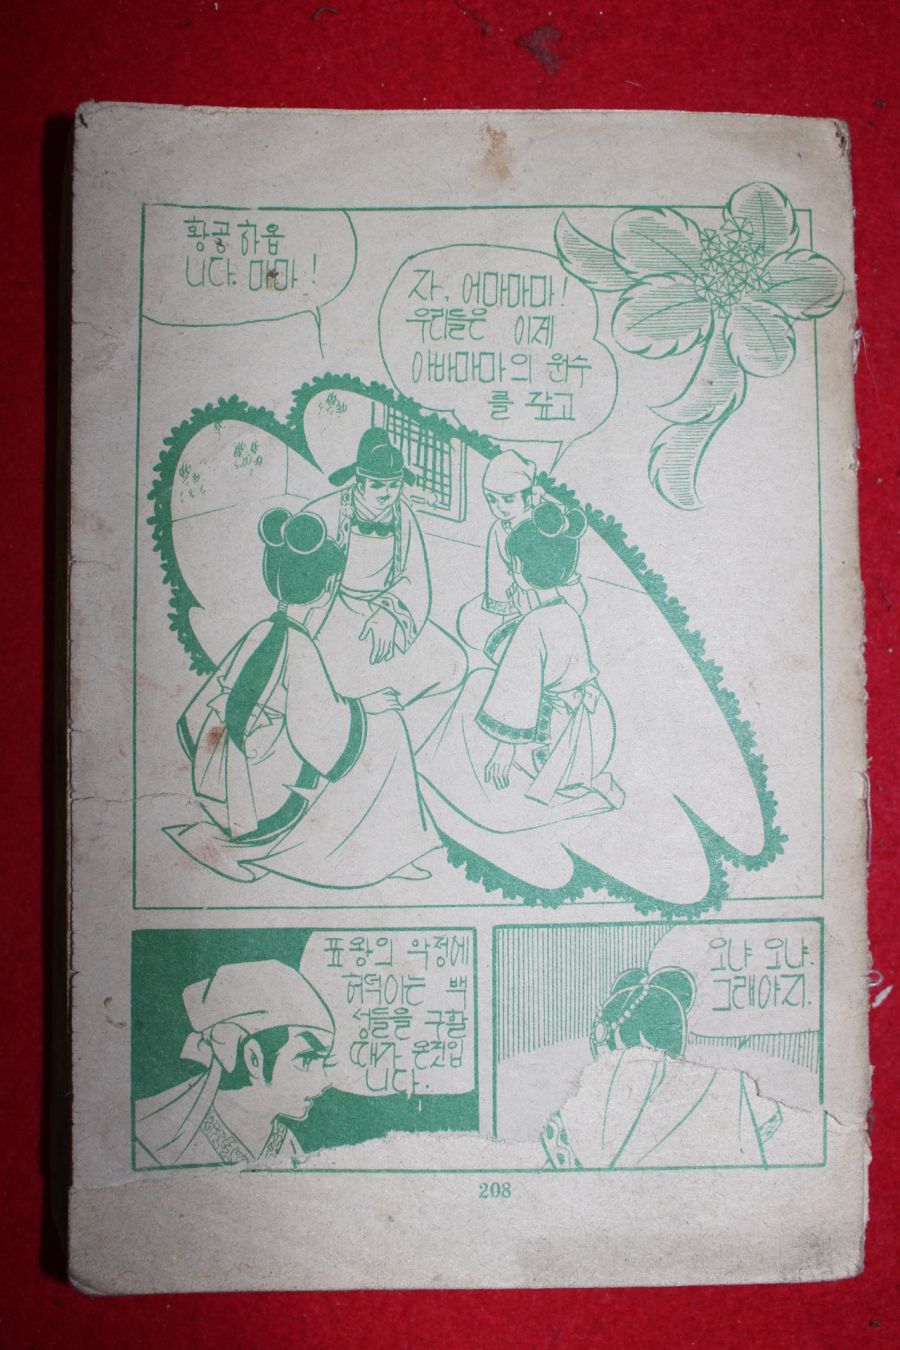 황공하옵
니다. 마마!
자, 어마마마!
우리들은 이제
아바마마의 원수
를 갚고
표왕의 악정에
허덕이는 백
성들을 구활
때가 온것입
니다.
오냐 오냐.
그래야지.
208